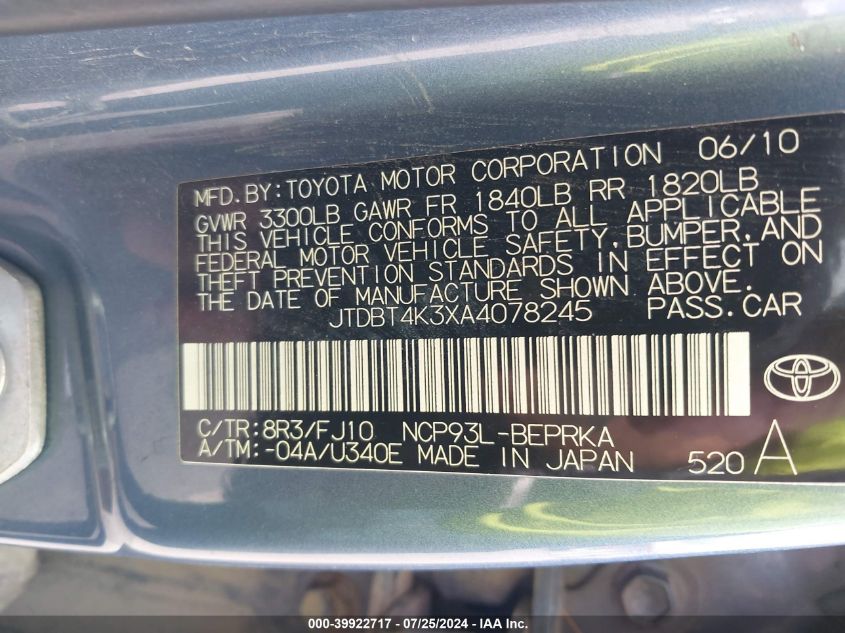 MFD. BY: TOYOTA MOTOR CORPORATION 06/10
GVWR 3300LB GAWR FR 1840LB RR 1820LB
THIS VEHICLE CONFORMS TO ALL APPLICABLE
FEDERAL MOTOR VEHICLE SAFETY, BUMPER, AND
THEFT PREVENTION STANDARDS IN EFFECT ON
THE DATE OF MANUFACTURE SHOWN ABOVE.
JTDBT4K3XA4078245 PASS.CAR
C/TR: 8R3/FJ10 NCP93L-BEPRKA
A/TM: -04A/U340E MADE IN JAPAN 520 A
000-39922717 - 07/25/2024 - IAA Inc.